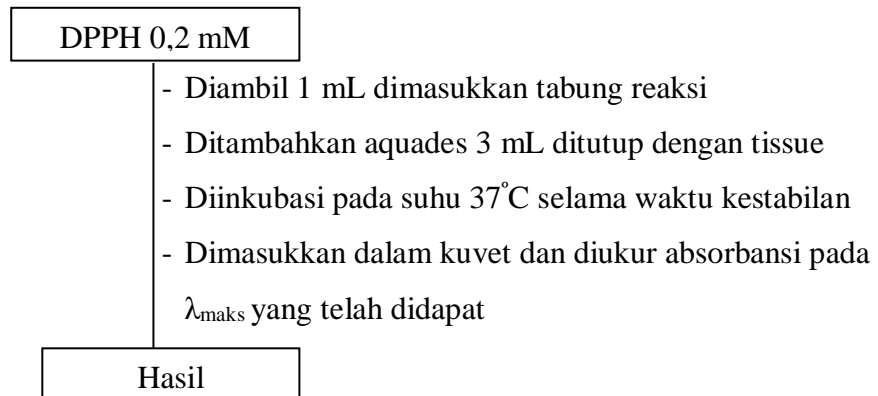 DPPH 0,2 mM
- Diambil 1 mL dimasukkan tabung reaksi
- Ditambahkan aquades 3 mL ditutup dengan tissue
- Diinkubasi pada suhu 37°C selama waktu kestabilan
- Dimasukkan dalam kuvet dan diukur absorbansi pada
λmaks yang telah didapat
Hasil